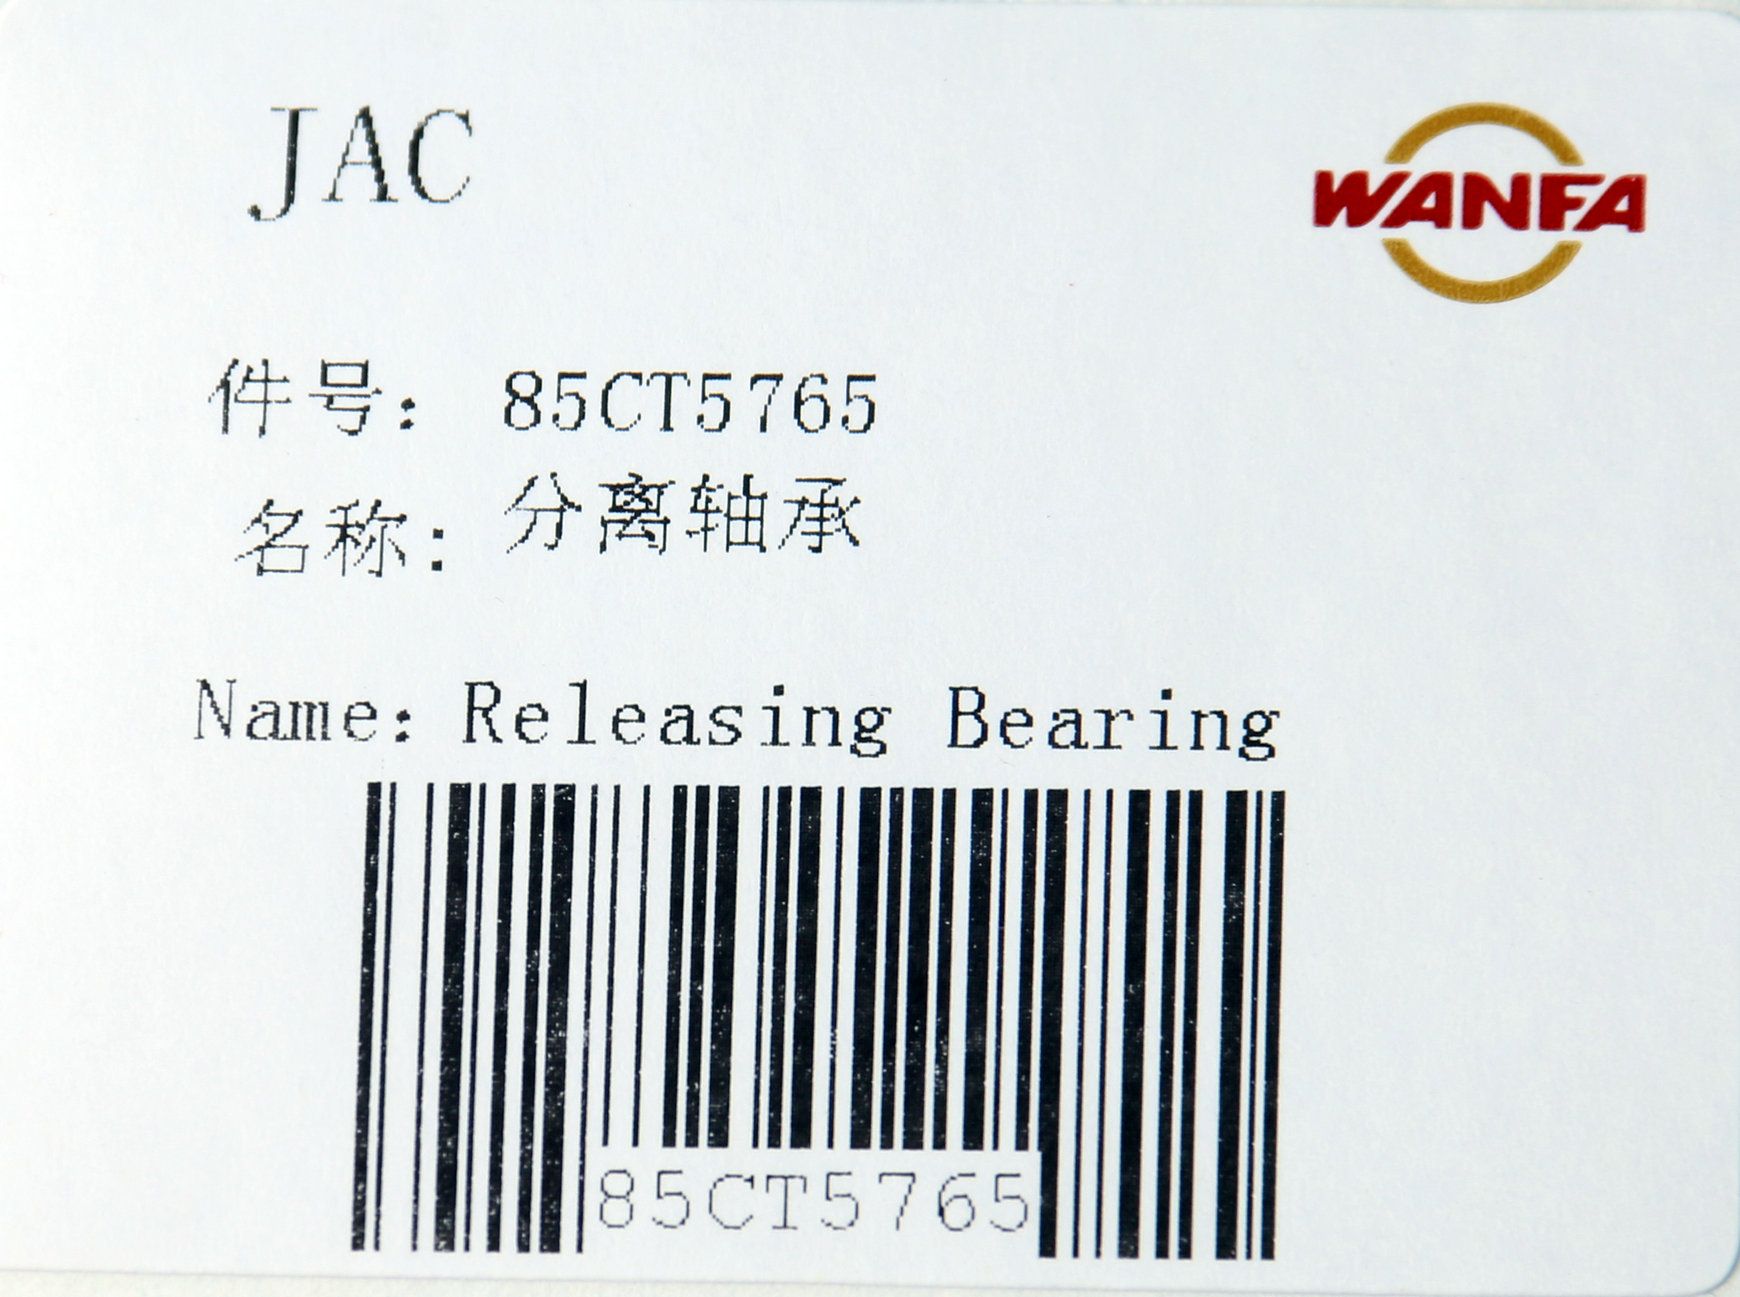 JAC
WANFA
件号： 85CT5765
名称： 分离轴承
Name: Releasing Bearing
85CT5765